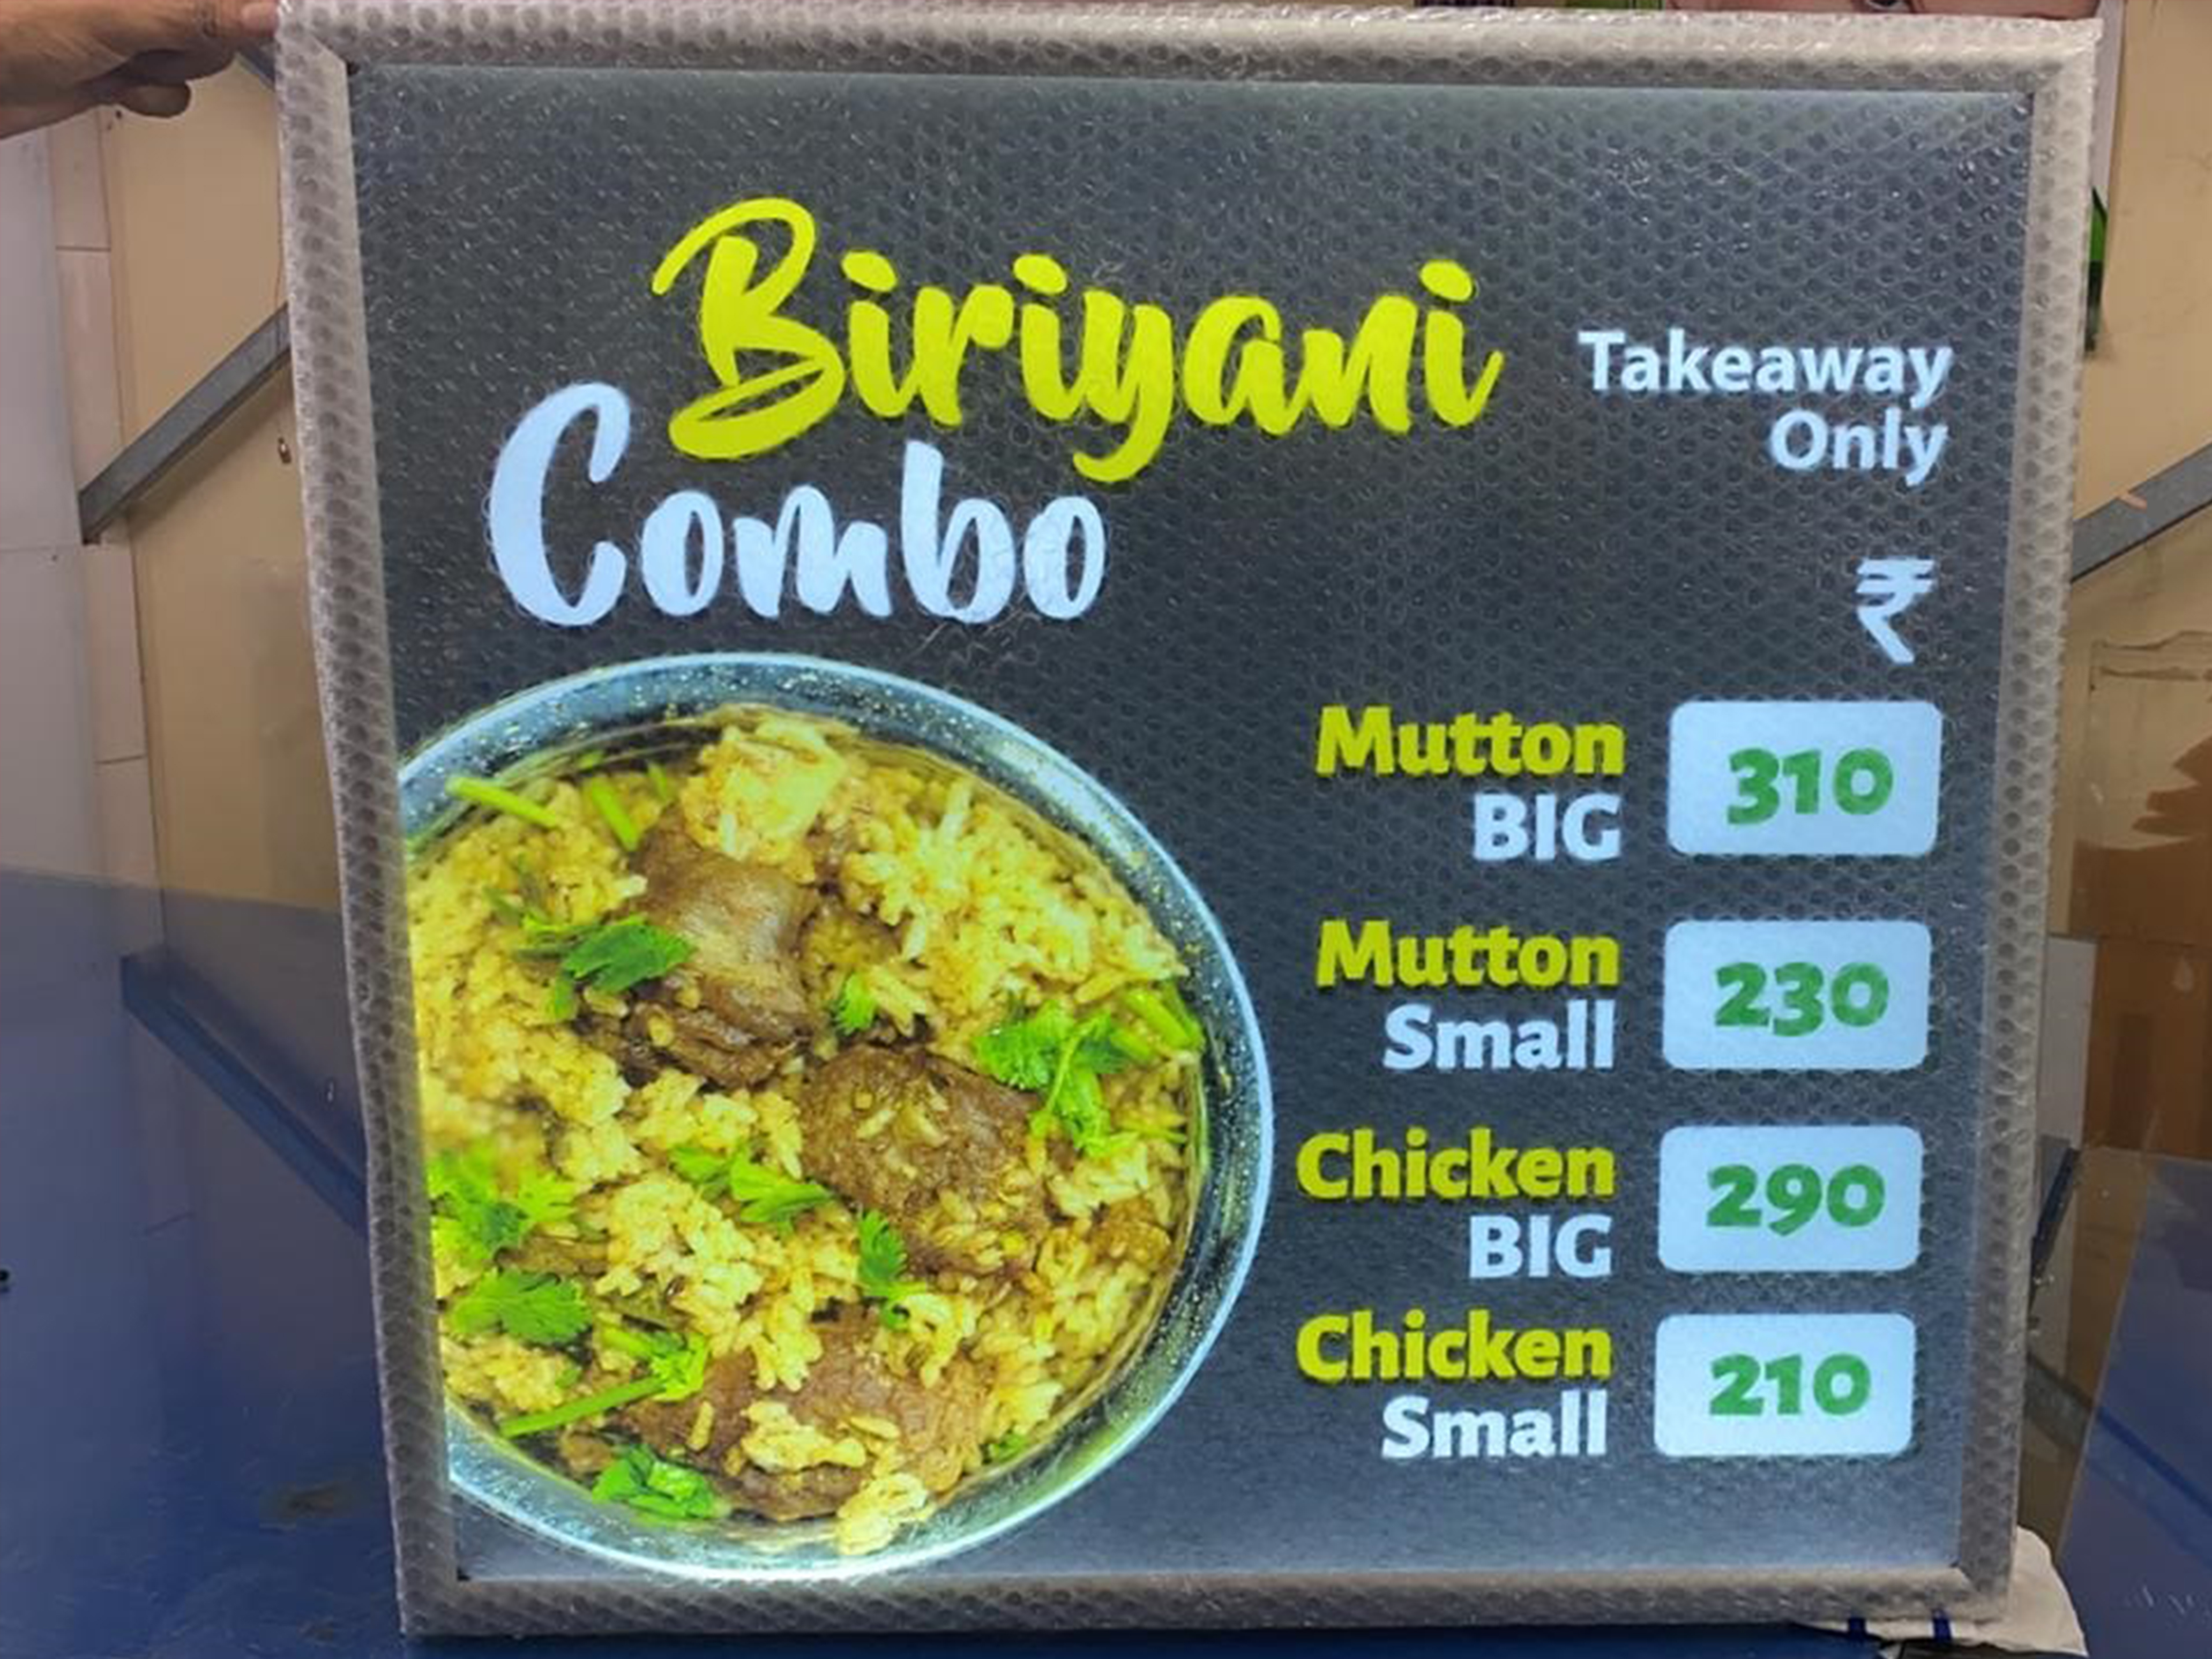 Biriyani
Combo
Takeaway
Only
₹
Mutton
BIG
310
Mutton
Small
230
Chicken
BIG
290
Chicken
Small
210